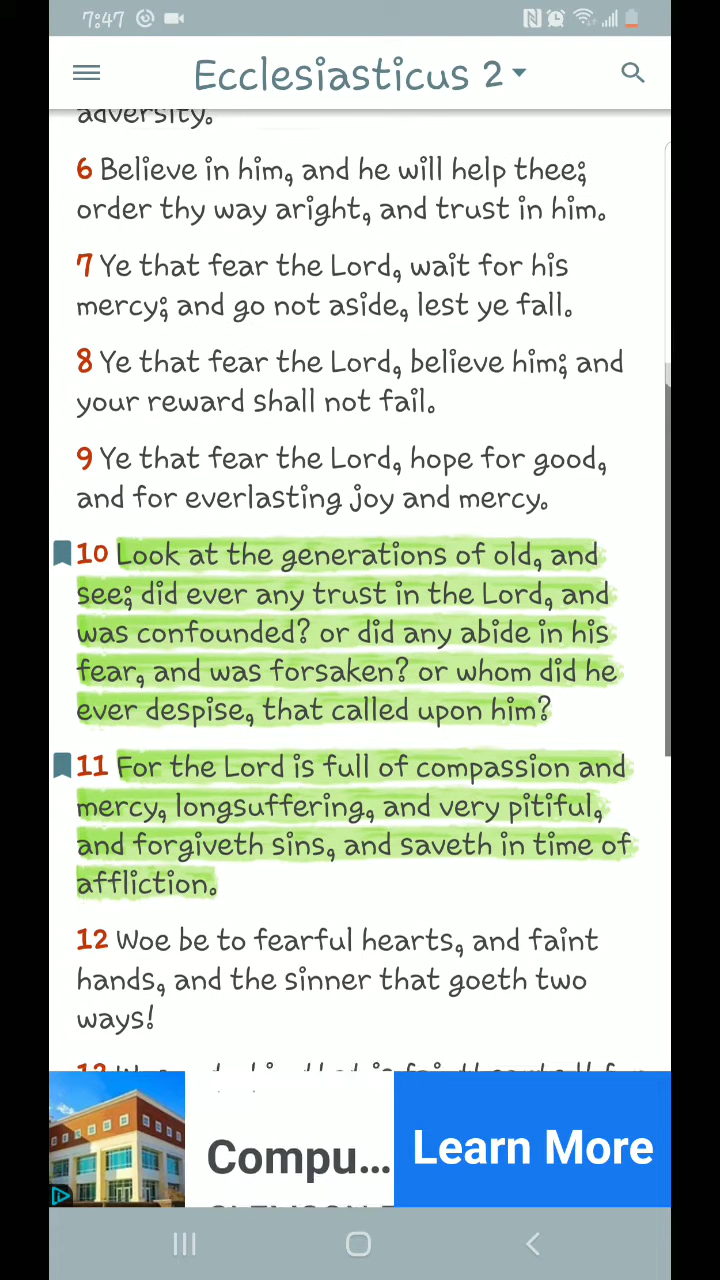 7:47
Ecclesiasticus 2
adversity.
6 Believe in him, and he will help thee;
order thy way aright, and trust in him.
7 Ye that fear the Lord, wait for his
mercy; and go not aside, lest ye fall.
8 Ye that fear the Lord, believe him; and
your reward shall not fail.
9 Ye that fear the Lord, hope for good,
and for everlasting joy and mercy.
10 Look at the generations of old, and
see; did ever any trust in the Lord, and
was confounded? or did any abide in his
fear, and was forsaken? or whom did he
ever despise, that called upon him?
11 For the Lord is full of compassion and
mercy, longsuffering, and very pitiful,
and forgiveth sins, and saveth in time of
affliction.
12 Woe be to fearful hearts, and faint
hands, and the sinner that goeth two
ways!
Compu...
Learn More